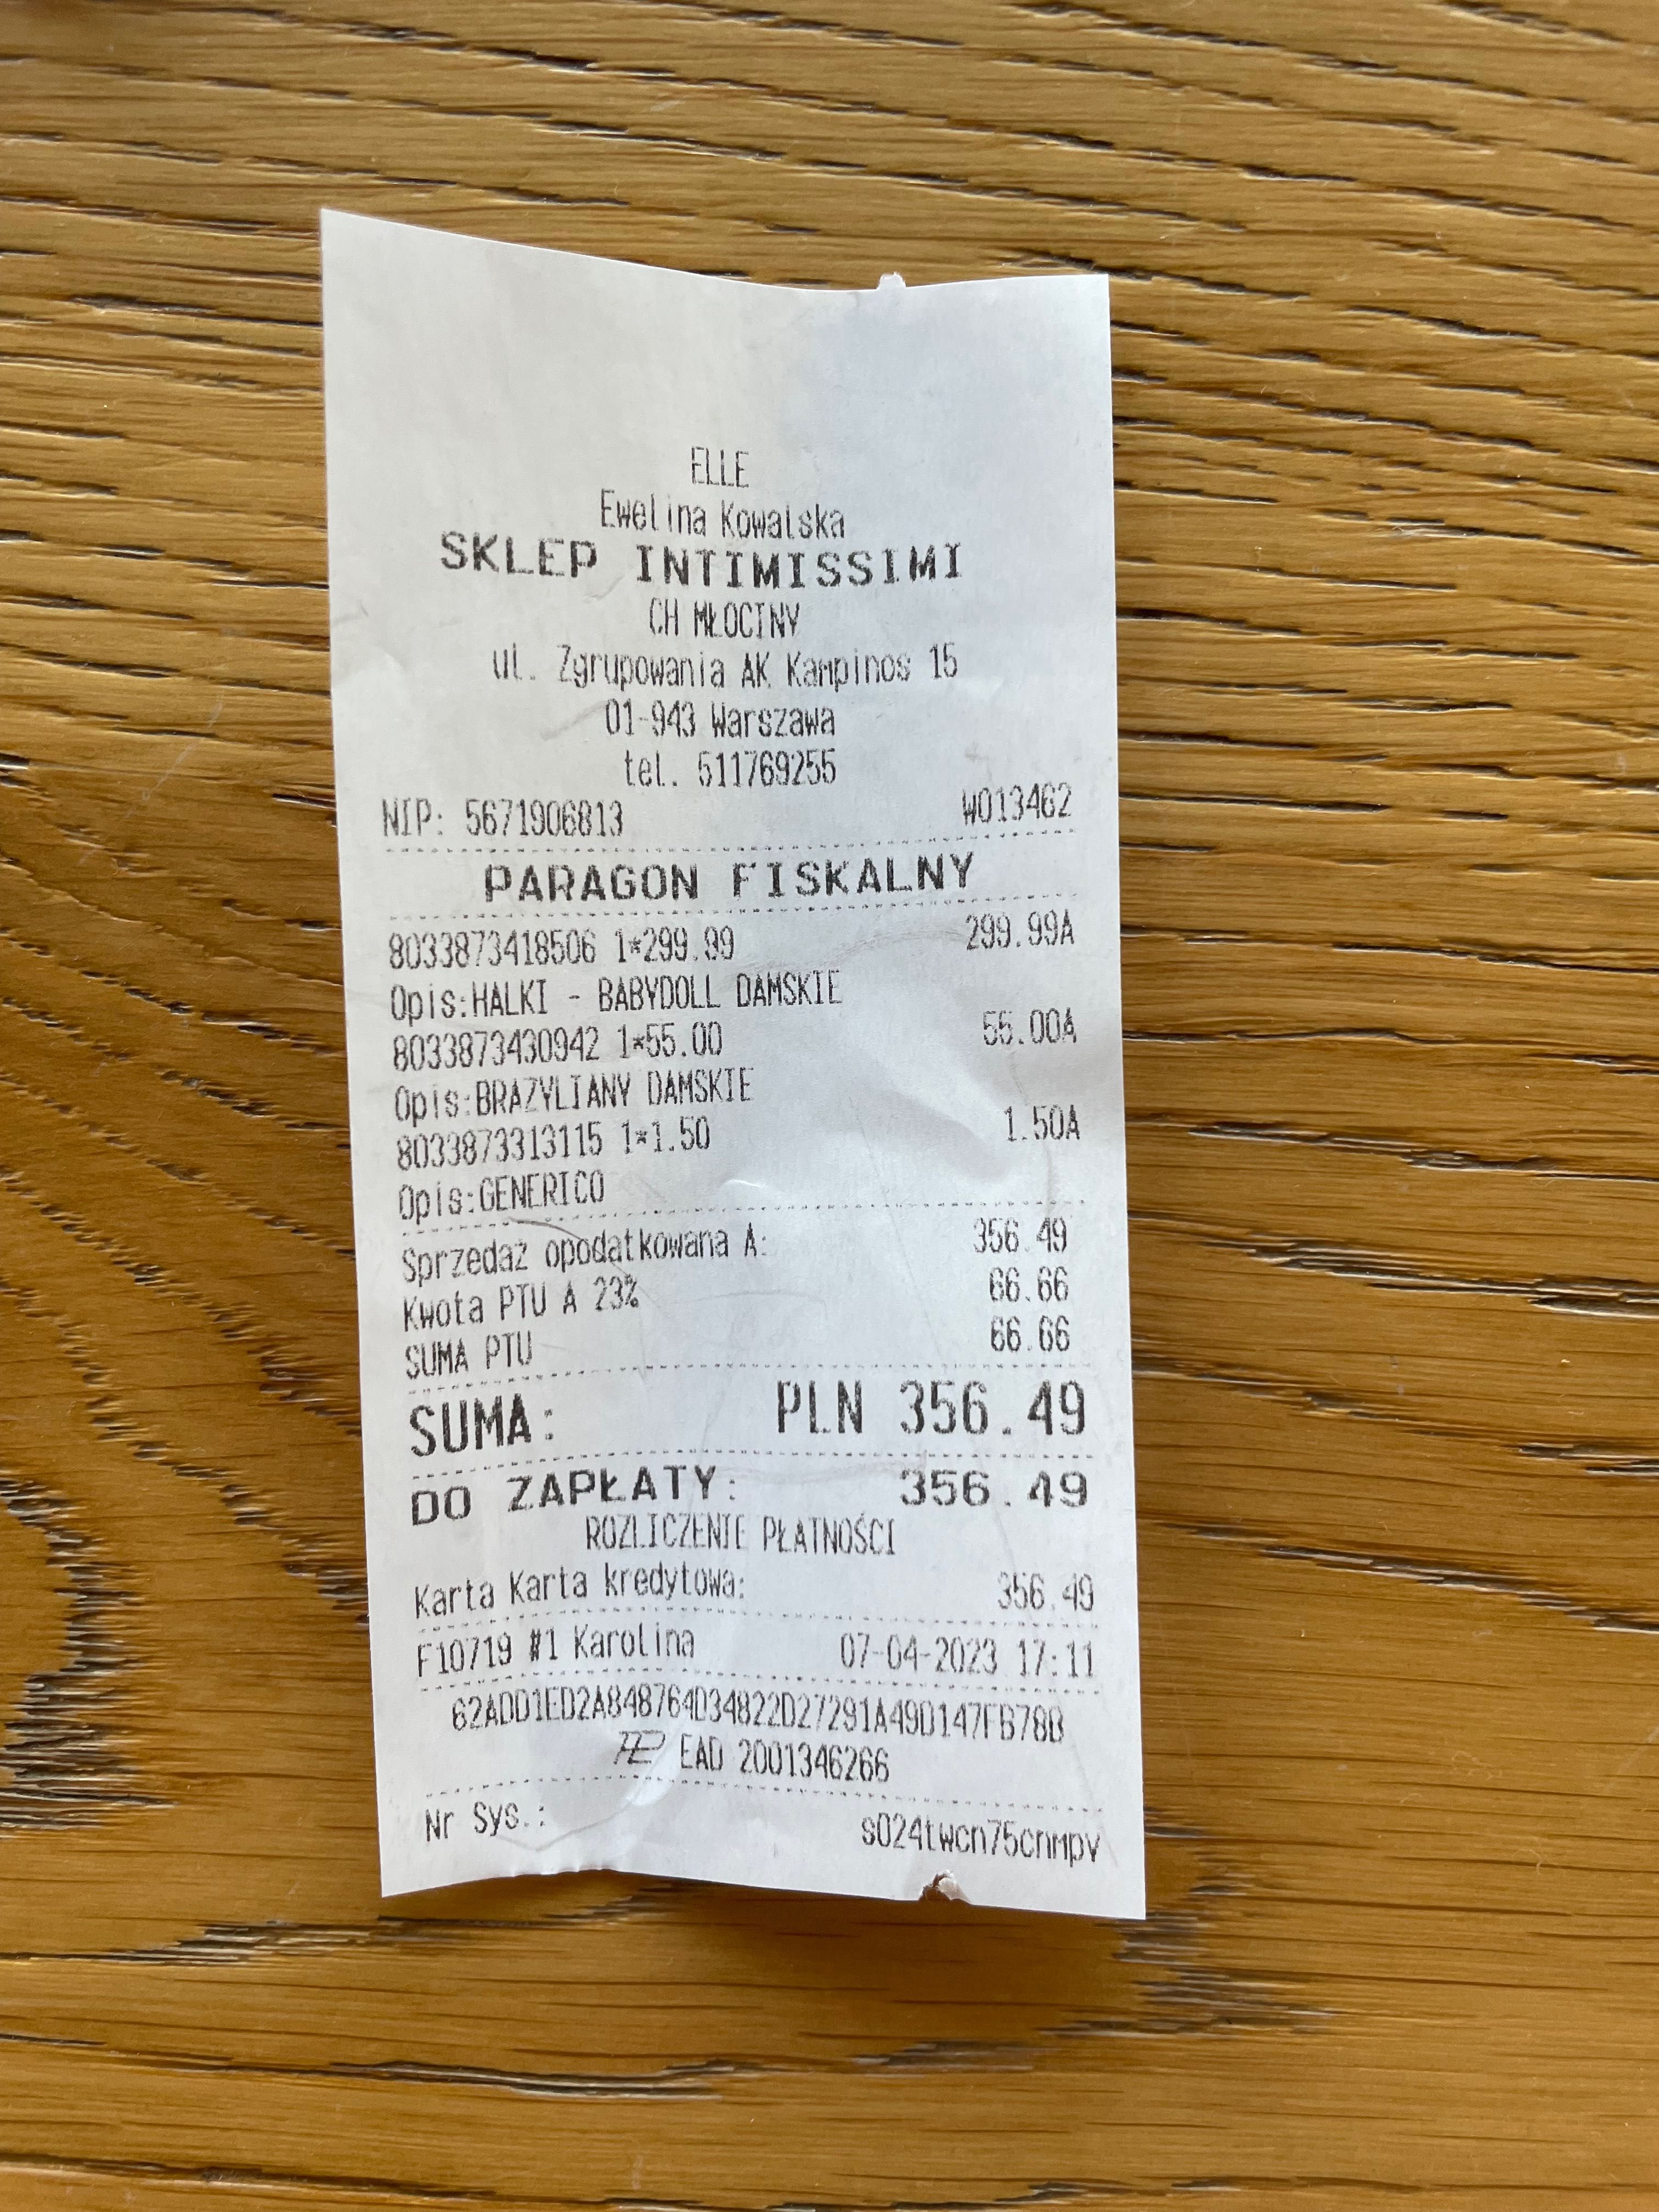 ELLE
Ewelina Kowalska
SKLEP INTIMISSIMI
CH MŁOCINY
ul. Zgrupowania AK Kampinos 15
01-943 Warszawa
tel. 511769255
NIP: 5671906813 W013462
PARAGON FISKALNY
8033873418506 1*299.99 299.99A
Opis:HALKI - BABYDOLL DAMSKIE
8033873430942 1*55.00 55.00A
Opis:BRAZYLIANY DAMSKIE
8033873313115 1*1.50 1.50A
Opis:GENERICO
Sprzedaż opodatkowana A: 356.49
Kwota PTU A 23% 66.66
SUMA PTU 66.66
SUMA: PLN 356.49
DO ZAPŁATY: 356.49
ROZLICZENIE PŁATNOŚCI
Karta Karta kredytowa: 356.49
F10719 #1 Karolina 07-04-2023 17:11
62ADD1ED2A848764D34822D27291A49D147FB78D
PL EAD 2001346266
Nr Sys.: s024twcn75cnmpv